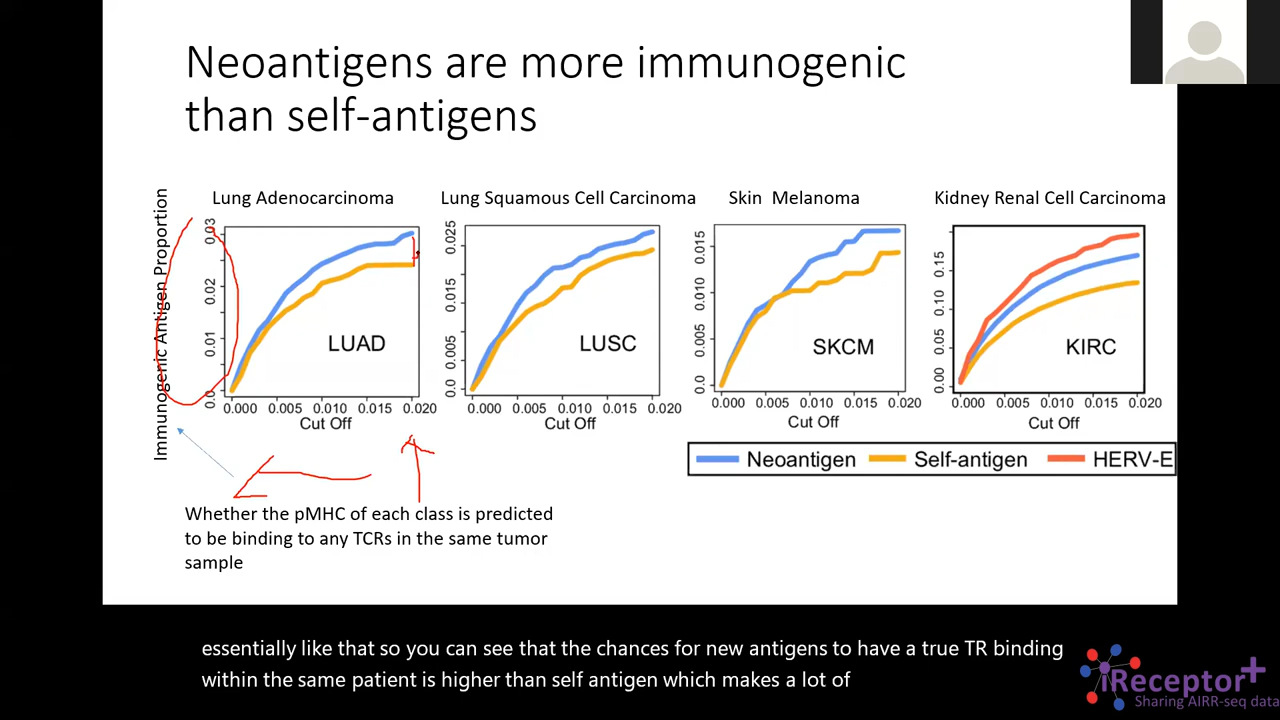 Neoantigens are more immunogenic
than self-antigens
Immunogenic Antigen Proportion
Lung Adenocarcinoma
0.03
0.02
0.01
0.0
LUAD
0.000 0.005 0.010 0.015 0.020
Cut Off
Lung Squamous Cell Carcinoma
0.025
0.015
0.005
0.0
LUSC
0.000 0.005 0.010 0.015 0.020
Cut Off
Skin Melanoma
0.015
0.010
0.005
0.0
SKCM
0.000 0.005 0.010 0.015 0.020
Cut Off
Kidney Renal Cell Carcinoma
0.15
0.10
0.05
0.00
KIRC
0.000 0.005 0.010 0.015 0.020
Cut Off
Neoantigen Self-antigen HERV-E
Whether the pMHC of each class is predicted
to be binding to any TCRs in the same tumor
sample
essentially like that so you can see that the chances for new antigens to have a true TR binding
within the same patient is higher than self antigen which makes a lot of
iReceptor+
Sharing AIRR-seq data